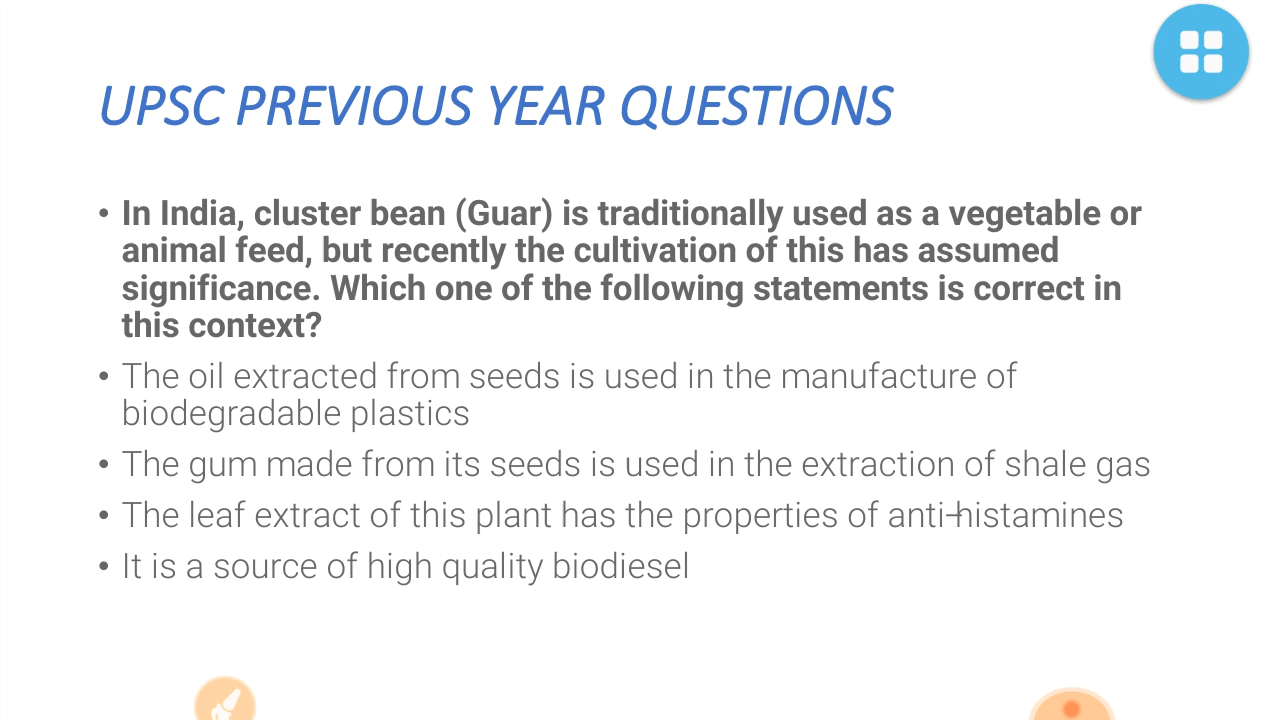 UPSC PREVIOUS YEAR QUESTIONS
• In India, cluster bean (Guar) is traditionally used as a vegetable or
animal feed, but recently the cultivation of this has assumed
significance. Which one of the following statements is correct in
this context?
• The oil extracted from seeds is used in the manufacture of
biodegradable plastics
• The gum made from its seeds is used in the extraction of shale gas
• The leaf extract of this plant has the properties of anti-histamines
• It is a source of high quality biodiesel